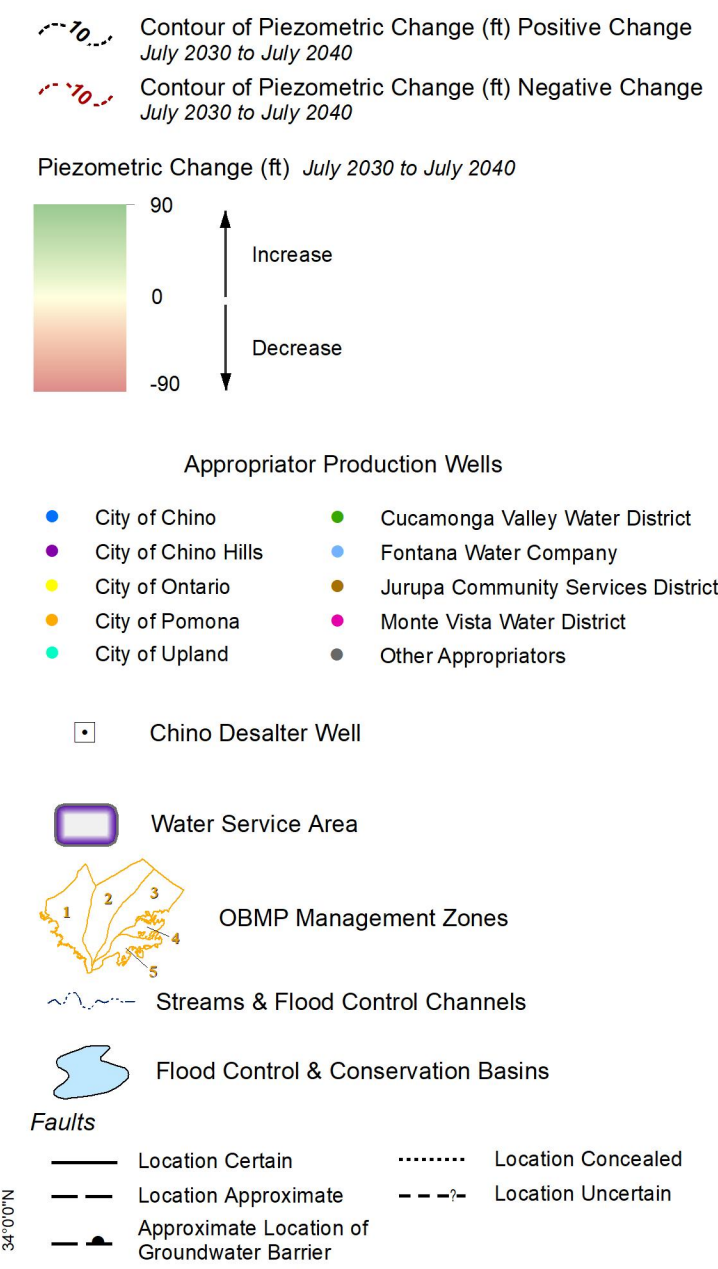 10
Contour of Piezometric Change (ft) Positive Change
July 2030 to July 2040
10
Contour of Piezometric Change (ft) Negative Change
July 2030 to July 2040
Piezometric Change (ft) July 2030 to July 2040
90
Increase
0
Decrease
-90
Appropriator Production Wells
City of Chino
City of Chino Hills
City of Ontario
City of Pomona
City of Upland
Cucamonga Valley Water District
Fontana Water Company
Jurupa Community Services District
Monte Vista Water District
Other Appropriators
Chino Desalter Well
Water Service Area
1
2
3
4
5
OBMP Management Zones
Streams & Flood Control Channels
Flood Control & Conservation Basins
Faults
Location Certain
Location Approximate
Approximate Location of
Groundwater Barrier
Location Concealed
?
Location Uncertain
34°0'0"N